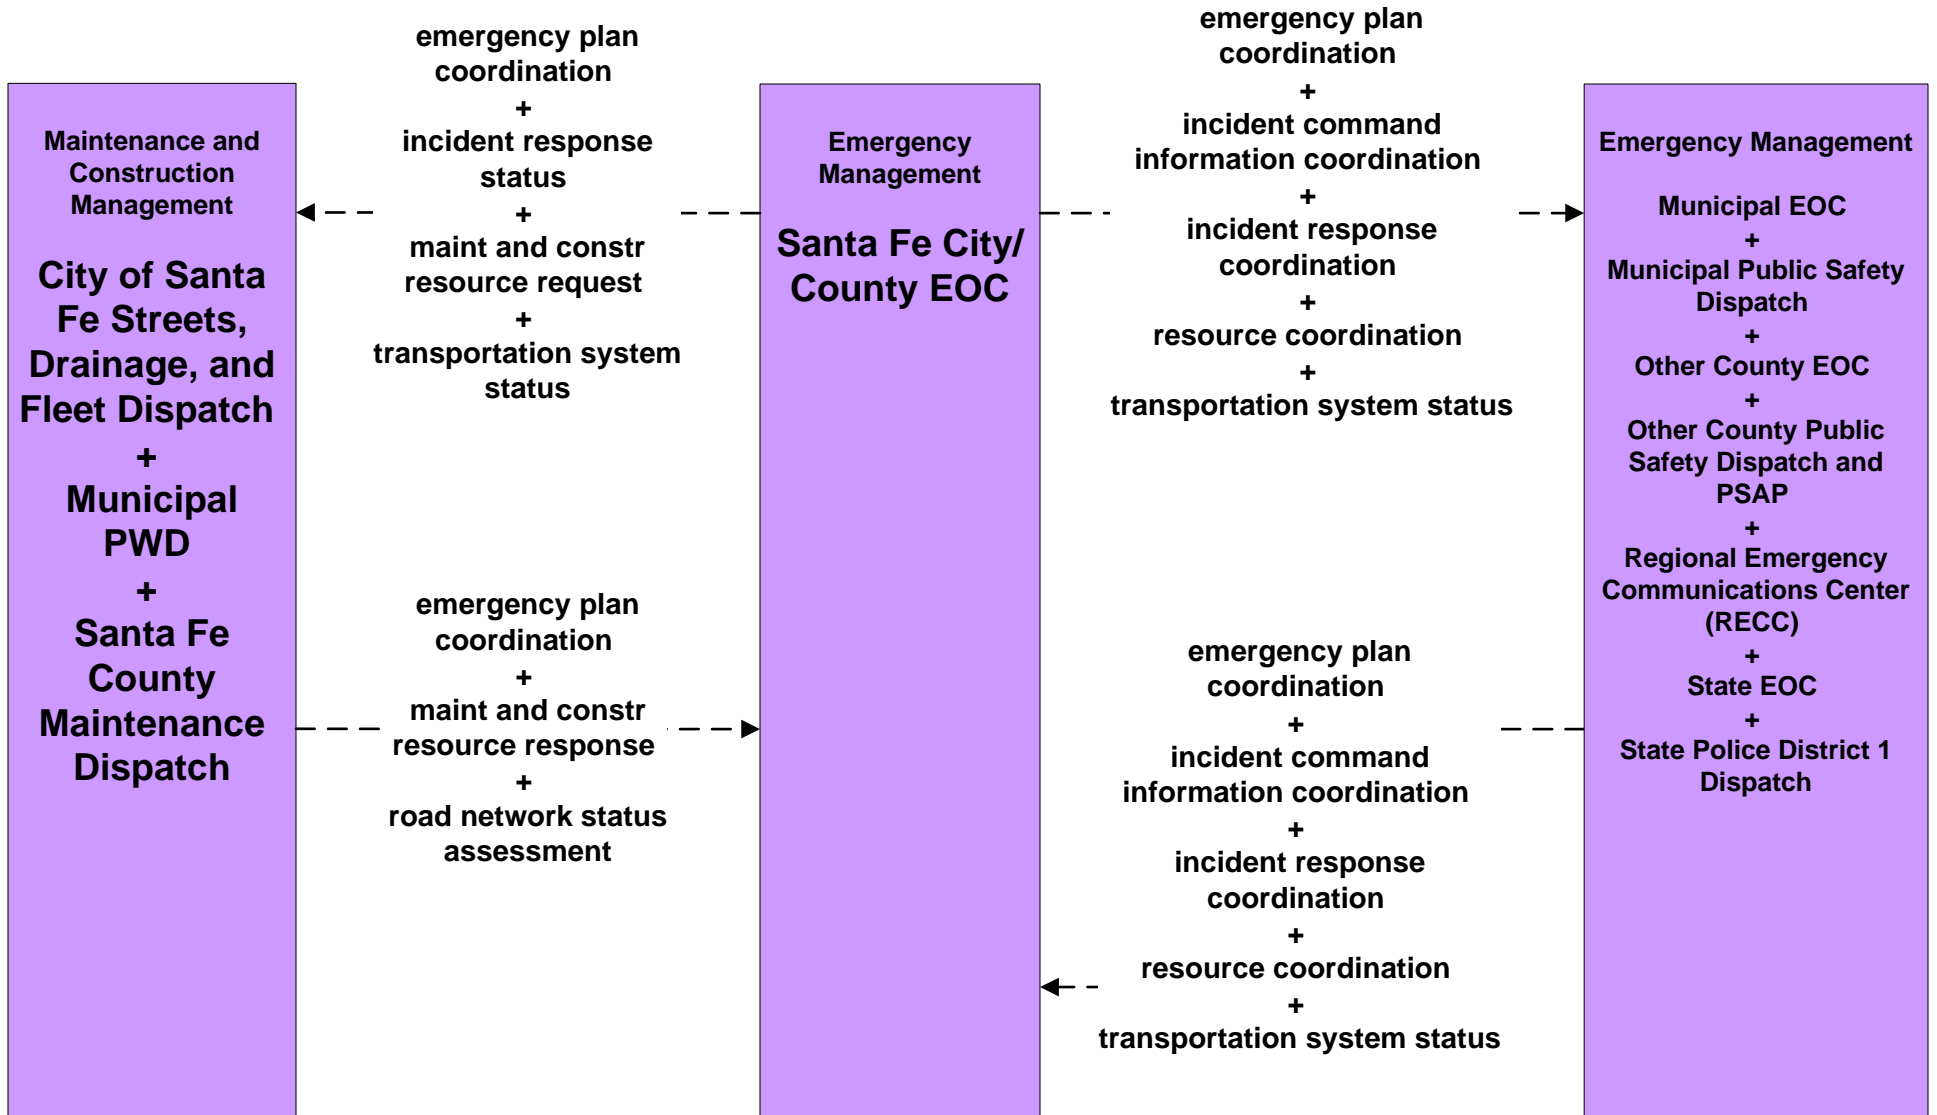 Maintenance and
Construction
Management
City of Santa
Fe Streets,
Drainage, and
Fleet Dispatch
+
Municipal
PWD
+
Santa Fe
County
Maintenance
Dispatch
emergency plan
coordination
+
incident response
status
+
maint and constr
resource request
+
transportation system
status
emergency plan
coordination
+
maint and constr
resource response
+
road network status
assessment
Emergency
Management
Santa Fe City/
County EOC
emergency plan
coordination
+
incident command
information coordination
+
incident response
coordination
+
resource coordination
+
transportation system status
emergency plan
coordination
+
incident command
information coordination
+
incident response
coordination
+
resource coordination
+
transportation system status
Emergency Management
Municipal EOC
+
Municipal Public Safety
Dispatch
+
Other County EOC
+
Other County Public
Safety Dispatch and
PSAP
+
Regional Emergency
Communications Center
(RECC)
+
State EOC
+
State Police District 1
Dispatch